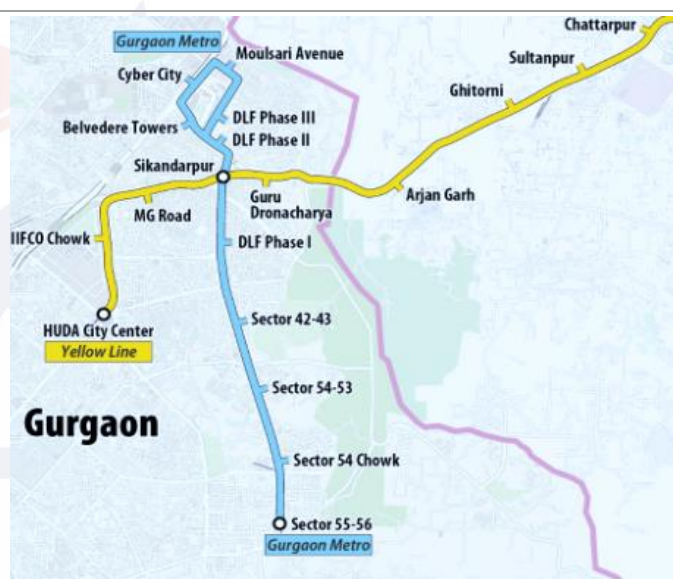 Chattarpur
Gurgaon Metro
Moulsari Avenue
Sultanpur
Cyber City
Ghitorni
DLF Phase III
Belvedere Towers
DLF Phase II
Sikandarpur
Guru
Dronacharya
Arjan Garh
MG Road
IIFCO Chowk
DLF Phase I
Sector 42-43
HUDA City Center
Yellow Line
Sector 54-53
Gurgaon
Sector 54 Chowk
Sector 55-56
Gurgaon Metro